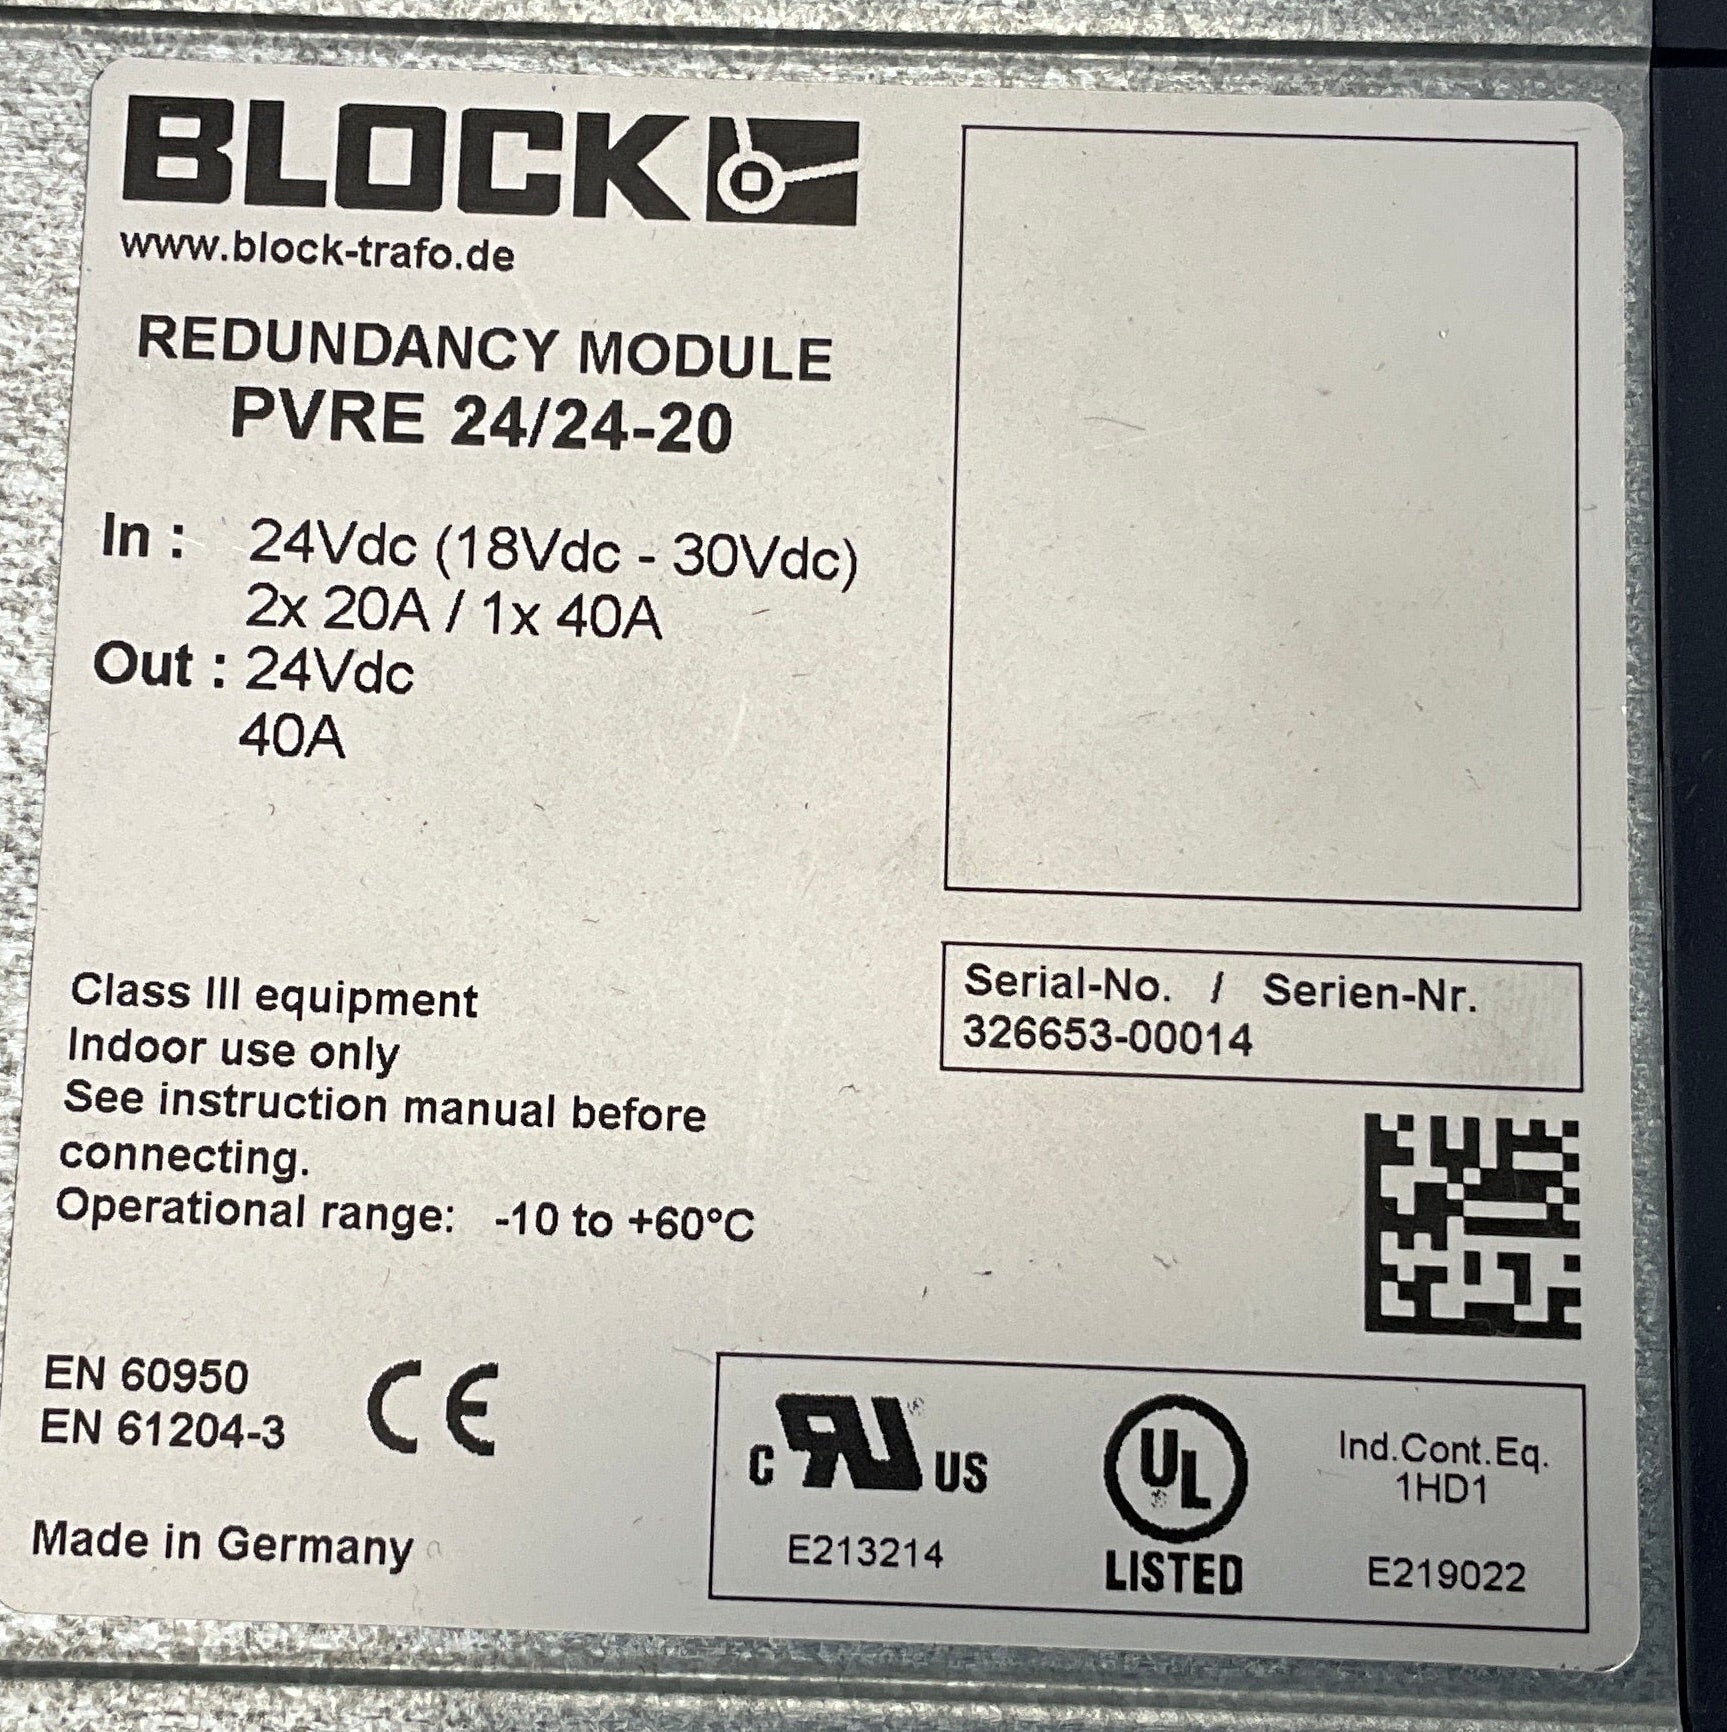 BLOCK
www.block-trafo.de
REDUNDANCY MODULE
PVRE 24/24-20
In : 24Vdc (18Vdc - 30Vdc)
2x 20A / 1x 40A
Out : 24Vdc
40A
Class III equipment
Indoor use only
See instruction manual before
connecting.
Operational range: -10 to +60°C
Serial-No. / Serien-Nr.
326653-00014
EN 60950
EN 61204-3
CE
Made in Germany
C RU US
E213214
UL
LISTED
Ind.Cont.Eq.
1HD1
E219022